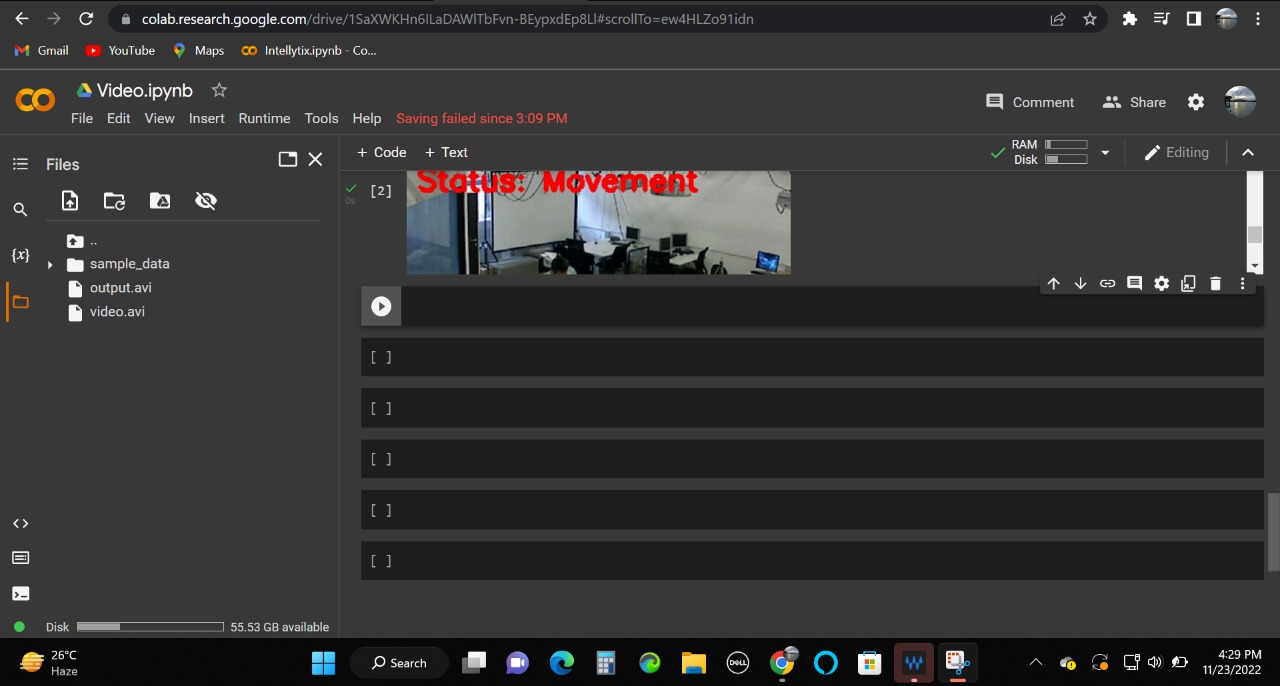 colab.research.google.com/drive/1SaXWKHn6ILaDAWlTbFvn-BEypxdEp8Ll#scrollTo=ew4HLZo91idn
Gmail YouTube Maps Intellytix.ipynb - Co...
Video.ipynb
File Edit View Insert Runtime Tools Help Saving failed since 3:09 PM
Comment Share
Files
+ Code + Text
RAM
Disk
Editing
{x}
..
sample_data
output.avi
video.avi
[2]
0s
Status: Movement
[ ]
[ ]
[ ]
[ ]
[ ]
Disk 55.53 GB available
26°C
Haze
Search
DELL
4:29 PM
11/23/2022